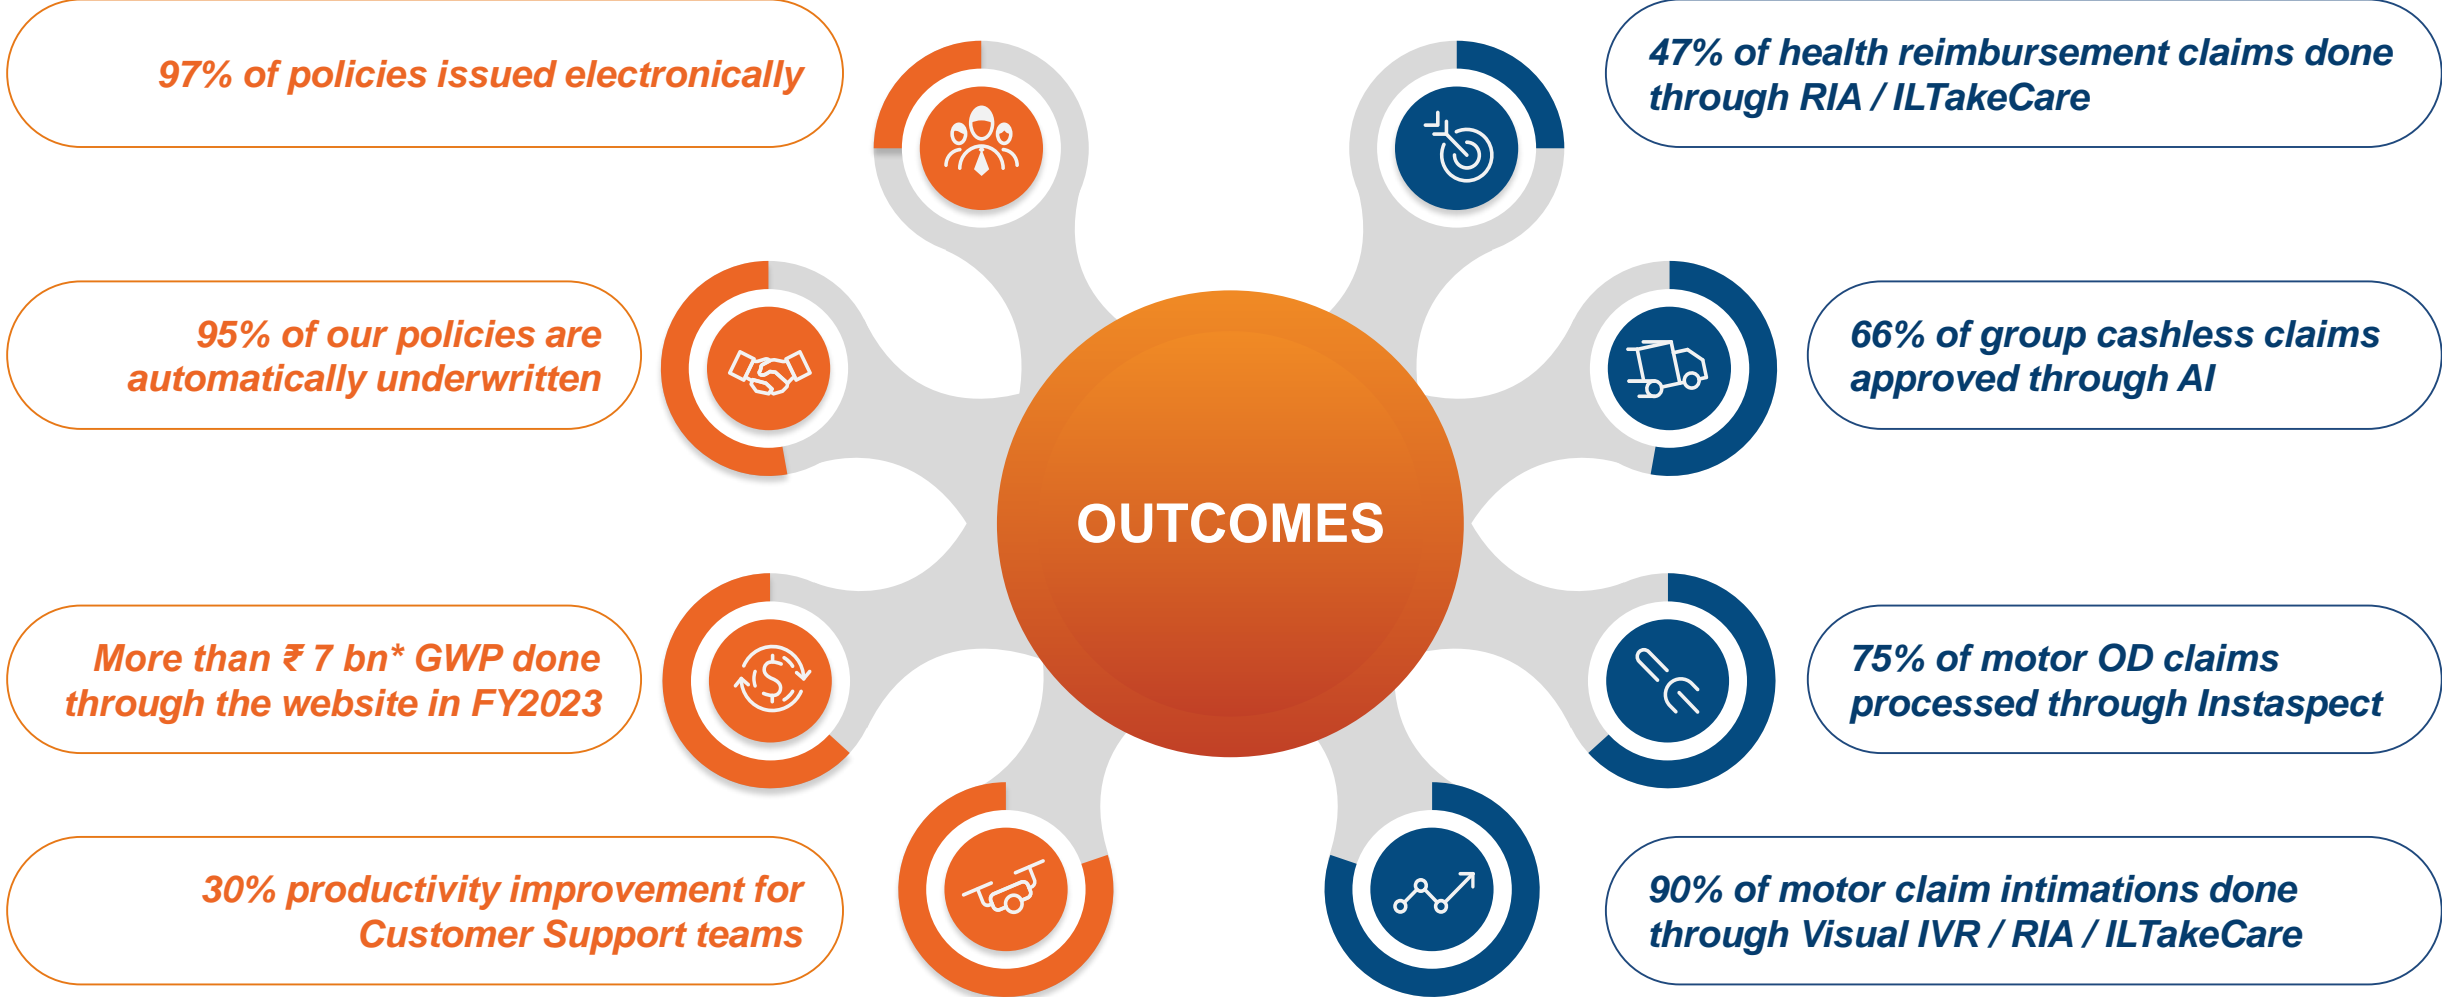 97% of policies issued electronically
95% of our policies are
automatically underwritten
More than ₹ 7 bn* GWP done
through the website in FY2023
30% productivity improvement for
Customer Support teams
OUTCOMES
47% of health reimbursement claims done
through RIA / ILTakeCare
66% of group cashless claims
approved through AI
75% of motor OD claims
processed through Instaspect
90% of motor claim intimations done
through Visual IVR / RIA / ILTakeCare